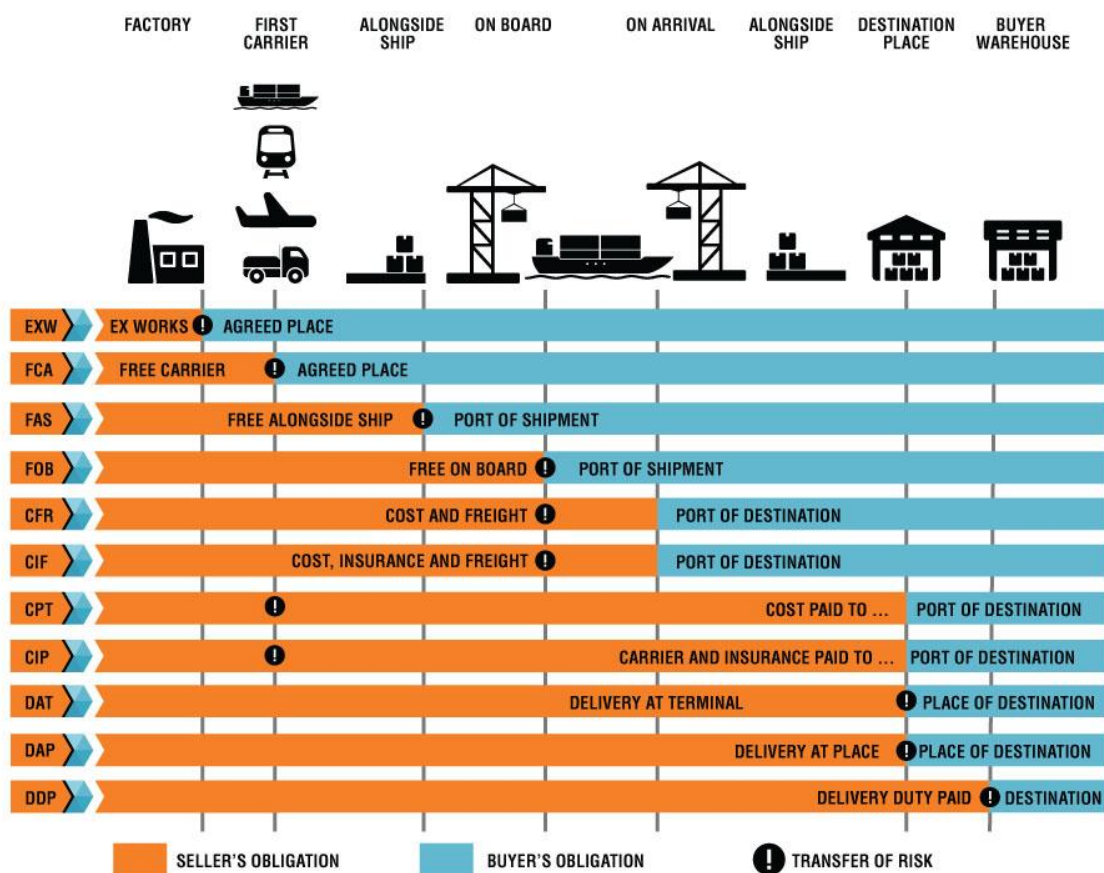 FACTORY
FIRST
CARRIER
ALONGSIDE
SHIP
ON BOARD
ON ARRIVAL
ALONGSIDE
SHIP
DESTINATION
PLACE
BUYER
WAREHOUSE
EXW EX WORKS ! AGREED PLACE
FCA FREE CARRIER ! AGREED PLACE
FAS FREE ALONGSIDE SHIP ! PORT OF SHIPMENT
FOB FREE ON BOARD ! PORT OF SHIPMENT
CFR COST AND FREIGHT ! PORT OF DESTINATION
CIF COST, INSURANCE AND FREIGHT ! PORT OF DESTINATION
CPT ! COST PAID TO ... PORT OF DESTINATION
CIP ! CARRIER AND INSURANCE PAID TO ... PORT OF DESTINATION
DAT DELIVERY AT TERMINAL ! PLACE OF DESTINATION
DAP DELIVERY AT PLACE ! PLACE OF DESTINATION
DDP DELIVERY DUTY PAID ! DESTINATION
SELLER'S OBLIGATION BUYER'S OBLIGATION ! TRANSFER OF RISK